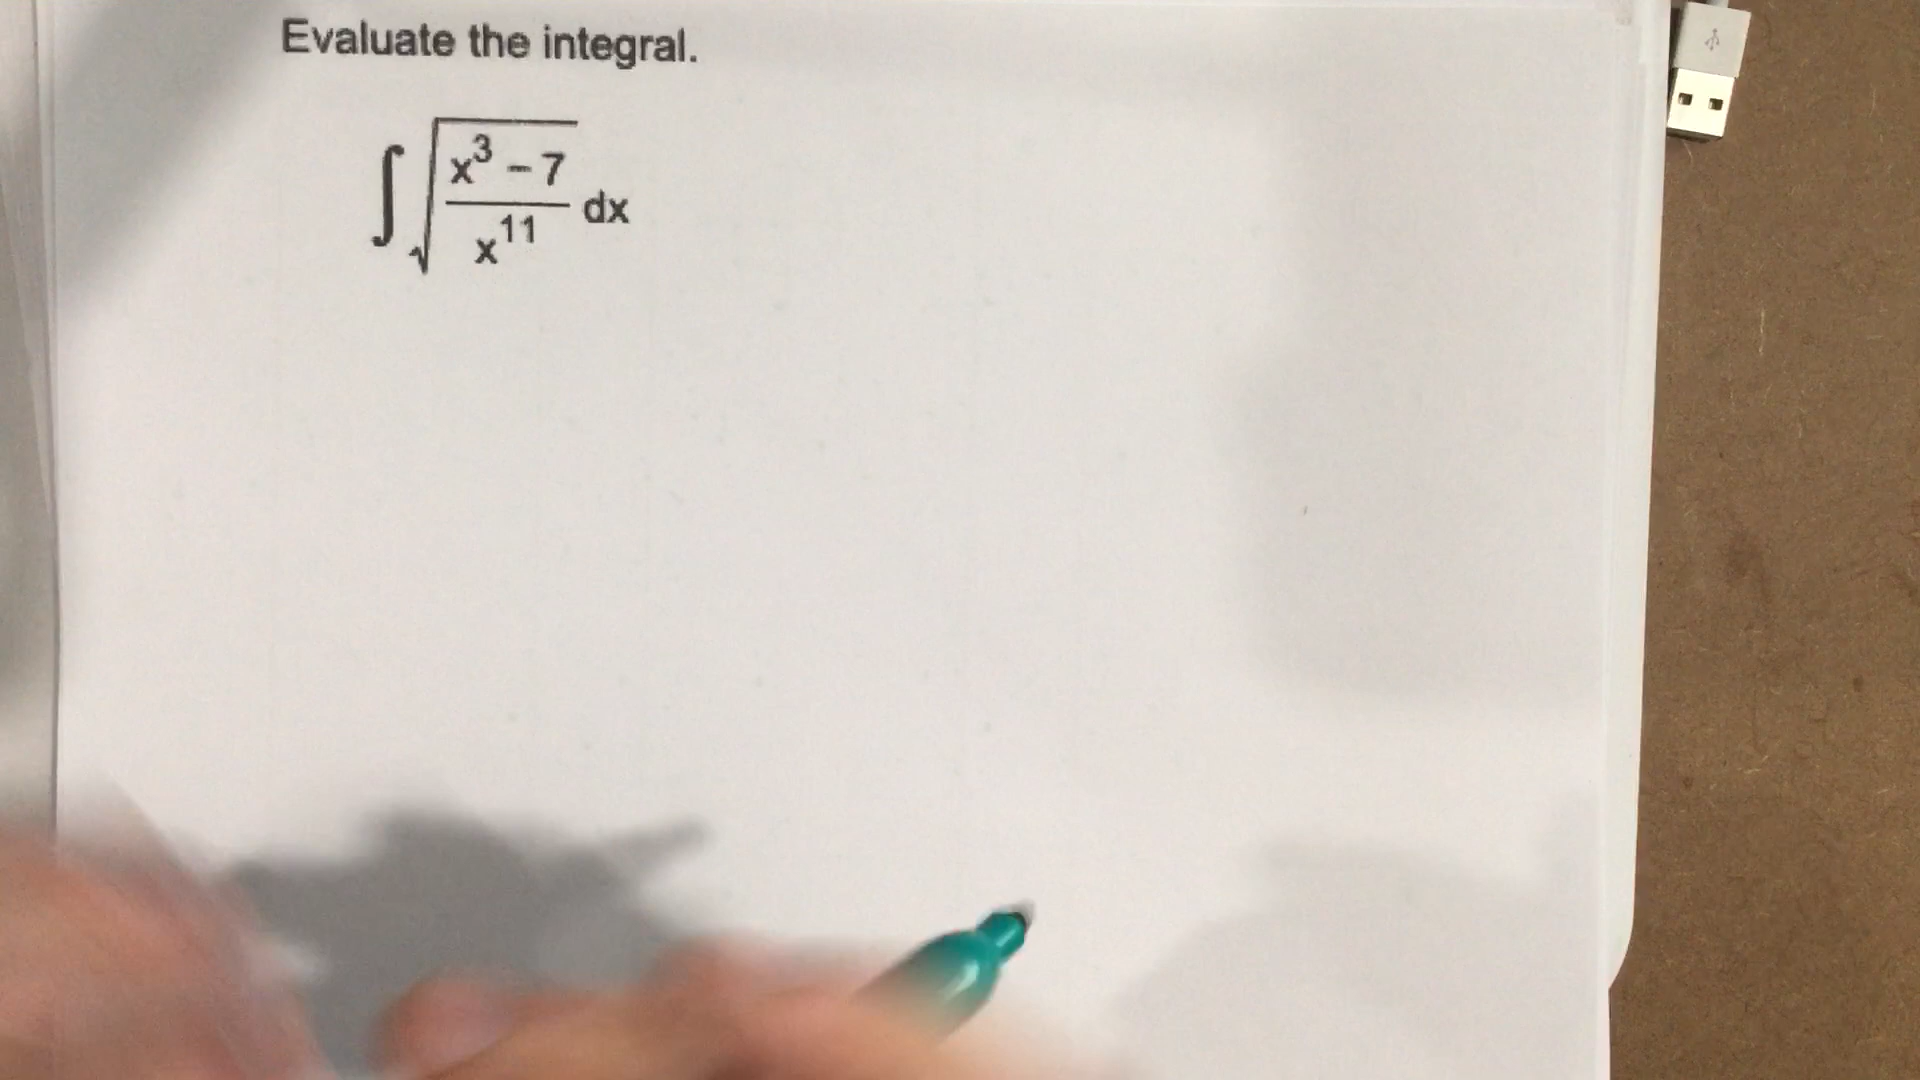 Evaluate the integral.
∫√((x³ − 7)/x¹¹) dx